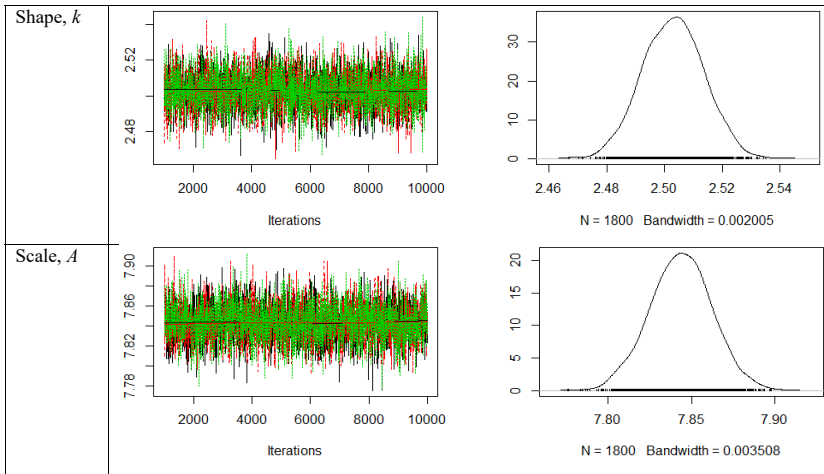 Shape, k
2.48 2.52
2000 4000 6000 8000 10000
Iterations
0 10 20 30
2.46 2.48 2.50 2.52 2.54
N = 1800 Bandwidth = 0.002005
Scale, A
7.78 7.82 7.86 7.90
2000 4000 6000 8000 10000
Iterations
0 5 10 15 20
7.80 7.85 7.90
N = 1800 Bandwidth = 0.003508